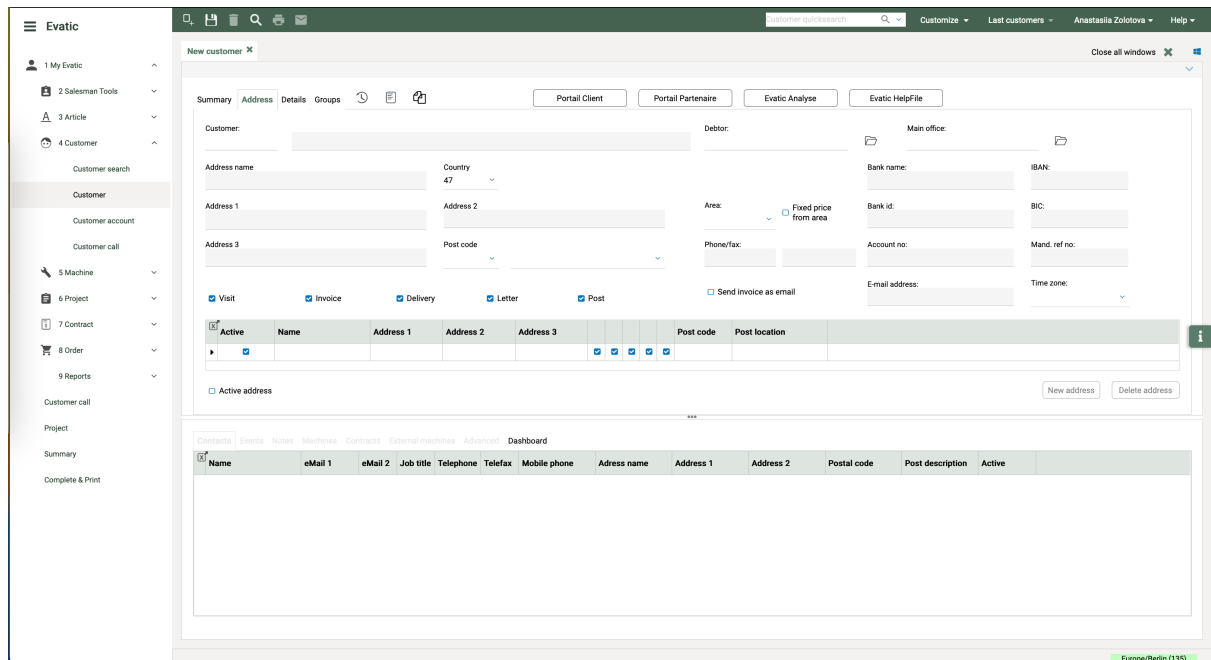 Evatic
Customer quicksearch
Customize
Last customers
Anastasiia Zolotova
Help
1 My Evatic
2 Salesman Tools
3 Article
4 Customer
Customer search
Customer
Customer account
Customer call
5 Machine
6 Project
7 Contract
8 Order
9 Reports
Customer call
Project
Summary
Complete & Print
New customer
Close all windows
Summary Address Details Groups
Portail Client
Portail Partenaire
Evatic Analyse
Evatic HelpFile
Customer:
Debtor:
Main office:
Address name
Country
47
Bank name:
IBAN:
Address 1
Address 2
Area:
Fixed price
from area
Bank id:
BIC:
Address 3
Post code
Phone/fax:
Account no:
Mand. ref no:
Visit
Invoice
Delivery
Letter
Post
Send invoice as email
E-mail address:
Time zone:
Active Name Address 1 Address 2 Address 3 Post code Post location
Active address
New address
Delete address
Contacts Events Notes Machines Contracts External machines Advanced Dashboard
Name eMail 1 eMail 2 Job title Telephone Telefax Mobile phone Adress name Address 1 Address 2 Postal code Post description Active
Europe/Berlin (135)